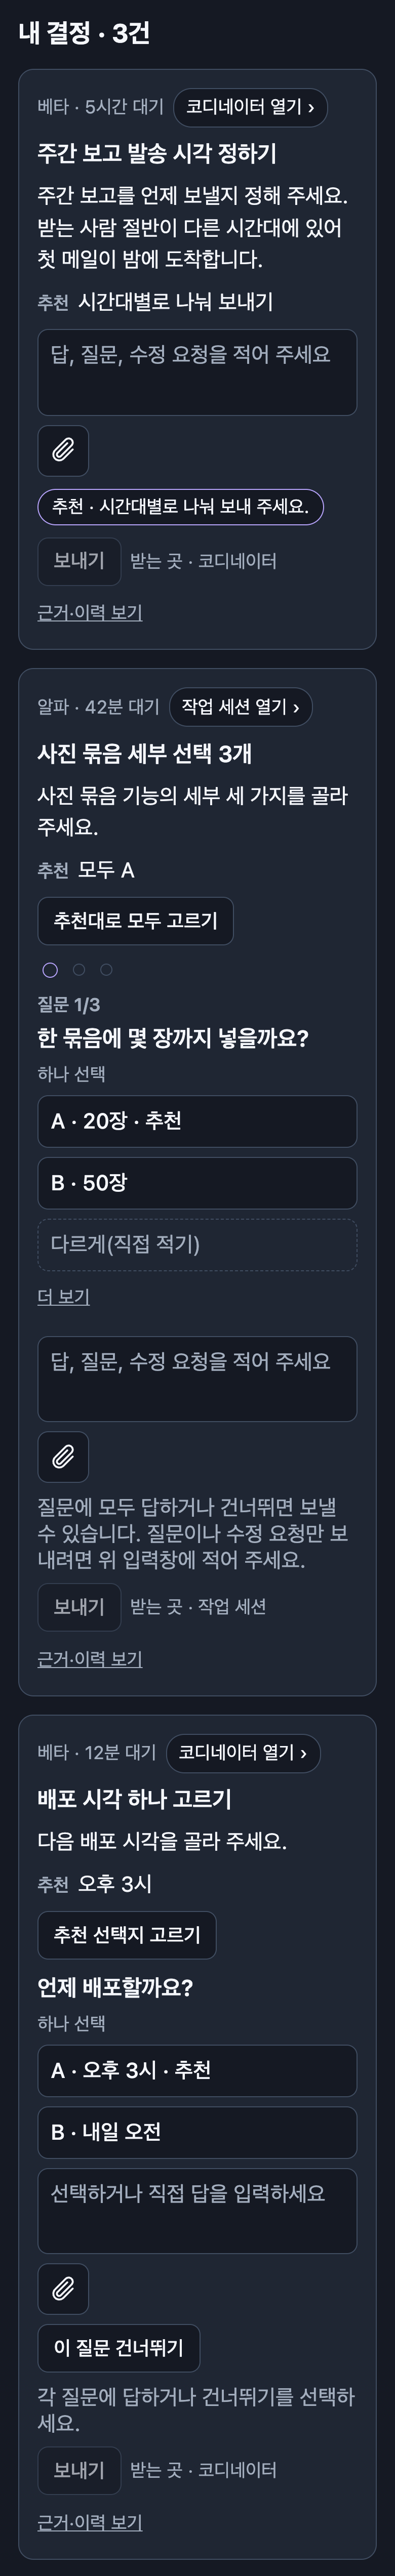 내 결정 · 3건
베타 · 5시간 대기 코디네이터 열기 ›
주간 보고 발송 시각 정하기
주간 보고를 언제 보낼지 정해 주세요.
받는 사람 절반이 다른 시간대에 있어
첫 메일이 밤에 도착합니다.
추천 시간대별로 나눠 보내기
답, 질문, 수정 요청을 적어 주세요
추천 · 시간대별로 나눠 보내 주세요.
보내기 받는 곳 · 코디네이터
근거·이력 보기
알파 · 42분 대기 작업 세션 열기 ›
사진 묶음 세부 선택 3개
사진 묶음 기능의 세부 세 가지를 골라
주세요.
추천 모두 A
추천대로 모두 고르기
질문 1/3
한 묶음에 몇 장까지 넣을까요?
하나 선택
A · 20장 · 추천
B · 50장
다르게(직접 적기)
더 보기
답, 질문, 수정 요청을 적어 주세요
질문에 모두 답하거나 건너뛰면 보낼
수 있습니다. 질문이나 수정 요청만 보
내려면 위 입력창에 적어 주세요.
보내기 받는 곳 · 작업 세션
근거·이력 보기
베타 · 12분 대기 코디네이터 열기 ›
배포 시각 하나 고르기
다음 배포 시각을 골라 주세요.
추천 오후 3시
추천 선택지 고르기
언제 배포할까요?
하나 선택
A · 오후 3시 · 추천
B · 내일 오전
선택하거나 직접 답을 입력하세요
이 질문 건너뛰기
각 질문에 답하거나 건너뛰기를 선택하
세요.
보내기 받는 곳 · 코디네이터
근거·이력 보기